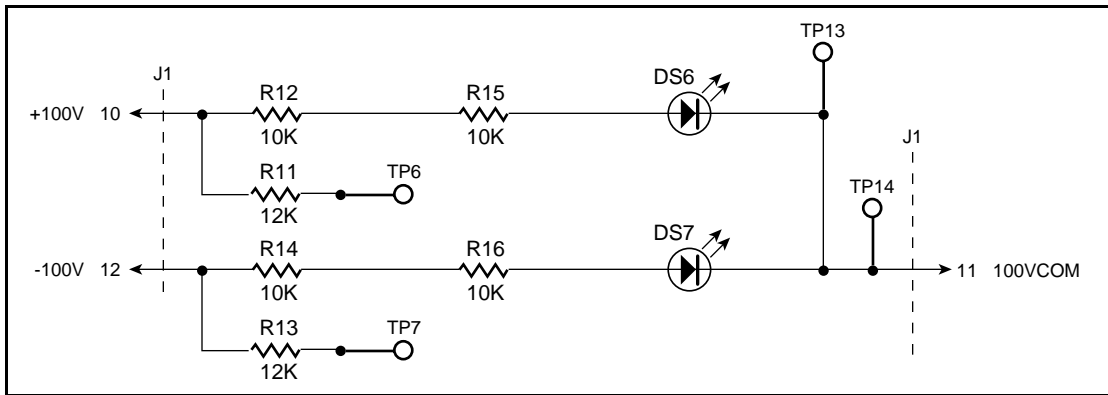 TP13
J1
DS6
R12
R15
+100V 10
10K
10K
J1
R11
TP6
TP14
12K
DS7
R14
R16
-100V 12
11 100VCOM
10K
10K
R13
TP7
12K